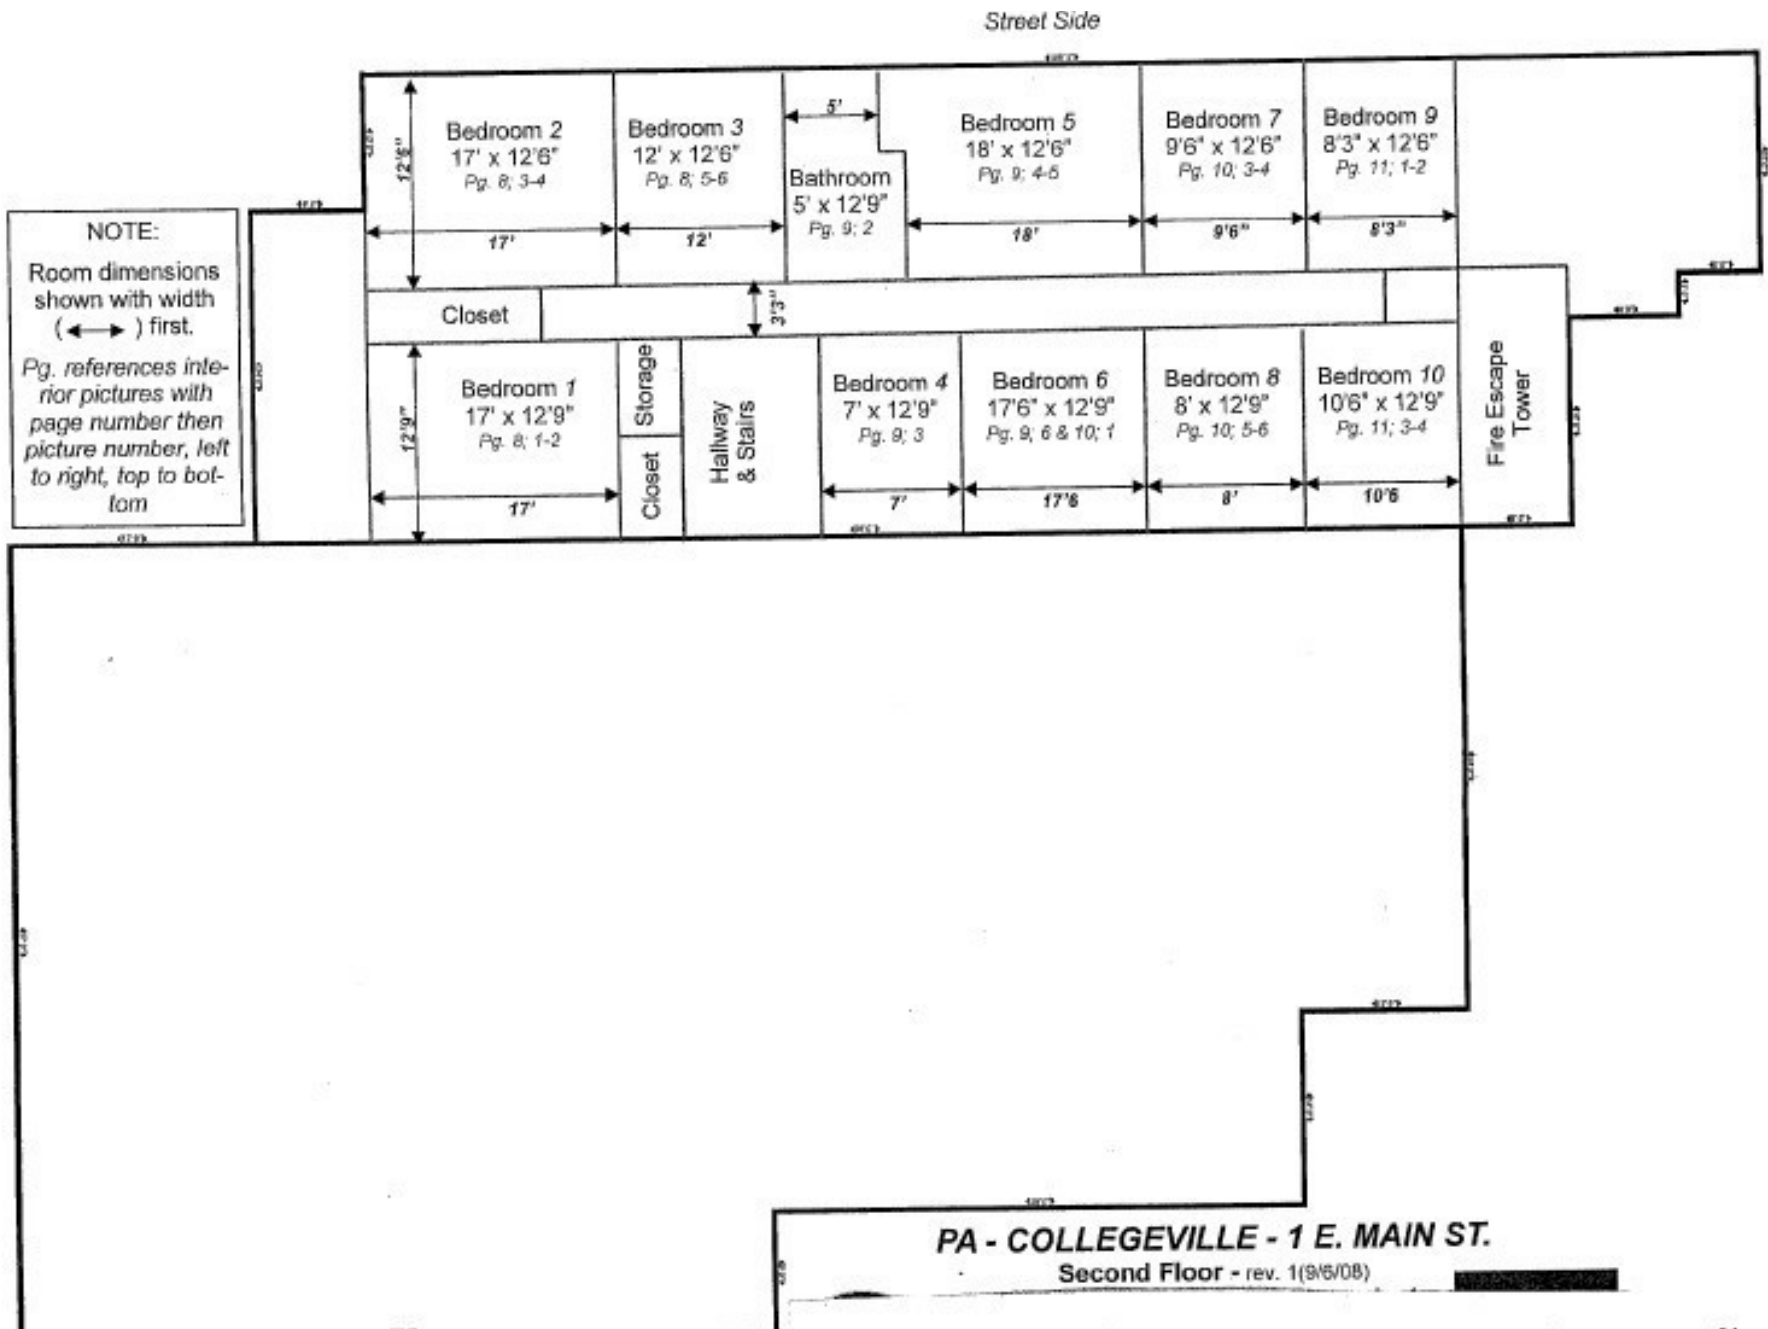 Street Side
Bedroom 2
17' x 12'6"
Pg. 8; 3-4
12'6"
17'
Bedroom 3
12' x 12'6"
Pg. 8; 5-6
12'
5'
Bathroom
5' x 12'9"
Pg. 9; 2
Bedroom 5
18' x 12'6"
Pg. 9; 4-5
18'
Bedroom 7
9'6" x 12'6"
Pg. 10; 3-4
9'6"
Bedroom 9
8'3" x 12'6"
Pg. 11; 1-2
8'3"
NOTE:
Room dimensions
shown with width
( ) first.
Pg. references inte-
rior pictures with
page number then
picture number, left
to right, top to bot-
tom
Closet
3'3"
Bedroom 1
17' x 12'9"
Pg. 8; 1-2
12'9"
17'
Storage
Closet
Hallway
& Stairs
Bedroom 4
7' x 12'9"
Pg. 9; 3
7'
Bedroom 6
17'6" x 12'9"
Pg. 9; 6 & 10; 1
17'6
Bedroom 8
8' x 12'9"
Pg. 10; 5-6
8'
Bedroom 10
10'6" x 12'9"
Pg. 11; 3-4
10'6
Fire Escape
Tower
PA - COLLEGEVILLE - 1 E. MAIN ST.
Second Floor - rev. 1(9/6/08)